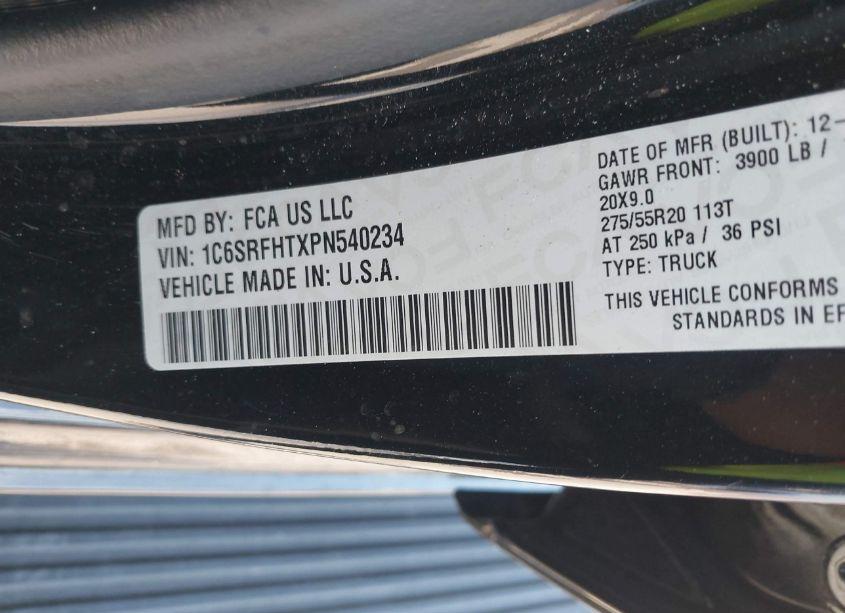 MFD BY: FCA US LLC
VIN: 1C6SRFHTXPN540234
VEHICLE MADE IN: U.S.A.
DATE OF MFR (BUILT): 12-
GAWR FRONT: 3900 LB /
20X9.0
275/55R20 113T
AT 250 kPa / 36 PSI
TYPE: TRUCK
THIS VEHICLE CONFORMS
STANDARDS IN EF